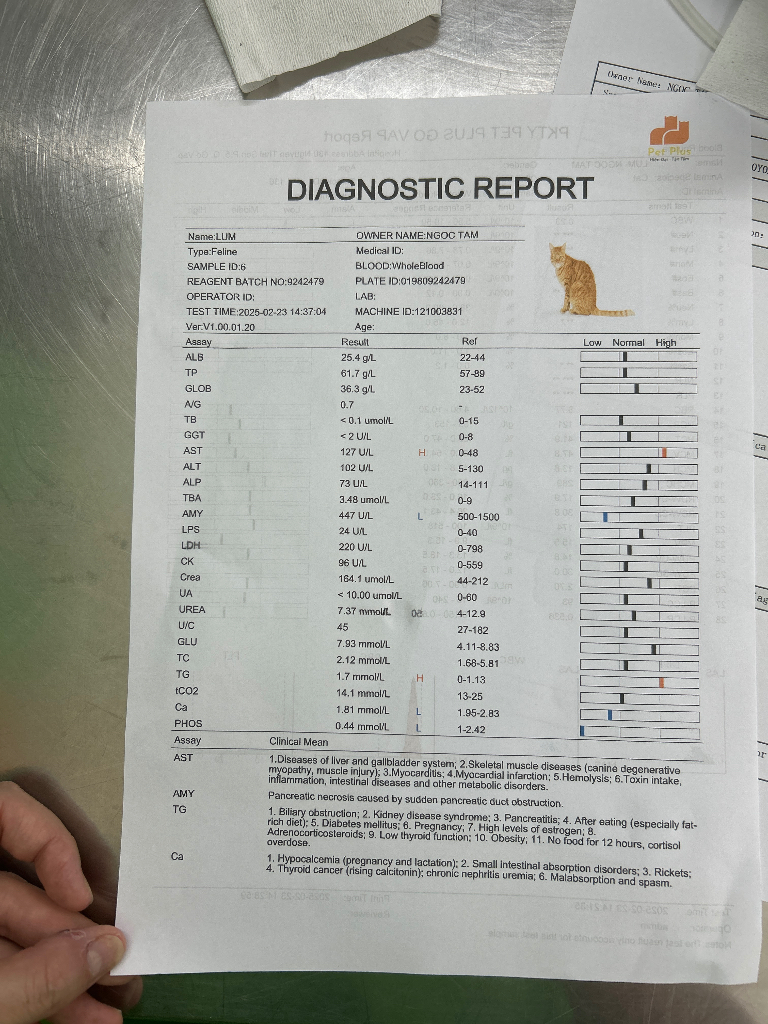 Owner Name: NGOC
Pet Plus
DIAGNOSTIC REPORT
Name:LUM OWNER NAME:NGOC TAM
Type:Feline Medical ID:
SAMPLE ID:6 BLOOD:WholeBlood
REAGENT BATCH NO:9242479 PLATE ID:019809242479
OPERATOR ID: LAB:
TEST TIME:2025-02-23 14:37:04 MACHINE ID:121003831
Ver:V1.00.01.20 Age:
Assay Result Ref Low Normal High
ALB 25.4 g/L 22-44
TP 61.7 g/L 57-89
GLOB 36.3 g/L 23-52
A/G 0.7 -
TB < 0.1 umol/L 0-15
GGT < 2 U/L 0-8
AST 127 U/L H 0-48
ALT 102 U/L 5-130
ALP 73 U/L 14-111
TBA 3.48 umol/L 0-9
AMY 447 U/L L 500-1500
LPS 24 U/L 0-40
LDH 220 U/L 0-798
CK 96 U/L 0-559
Crea 164.1 umol/L 44-212
UA < 10.00 umol/L 0-60
UREA 7.37 mmol/L 4-12.9
U/C 45 27-182
GLU 7.93 mmol/L 4.11-8.83
TC 2.12 mmol/L 1.68-5.81
TG 1.7 mmol/L H 0-1.13
tCO2 14.1 mmol/L 13-25
Ca 1.81 mmol/L L 1.95-2.83
PHOS 0.44 mmol/L L 1-2.42
Assay Clinical Mean
AST 1.Diseases of liver and gallbladder system; 2.Skeletal muscle diseases (canine degenerative
myopathy, muscle injury); 3.Myocarditis; 4.Myocardial infarction; 5.Hemolysis; 6.Toxin intake,
inflammation, intestinal diseases and other metabolic disorders.
AMY Pancreatic necrosis caused by sudden pancreatic duct obstruction.
TG 1. Biliary obstruction; 2. Kidney disease syndrome; 3. Pancreatitis; 4. After eating (especially fat-
rich diet); 5. Diabetes mellitus; 6. Pregnancy; 7. High levels of estrogen; 8.
Adrenocorticosteroids; 9. Low thyroid function; 10. Obesity; 11. No food for 12 hours, cortisol
overdose.
Ca 1. Hypocalcemia (pregnancy and lactation); 2. Small intestinal absorption disorders; 3. Rickets;
4. Thyroid cancer (rising calcitonin); chronic nephritis uremia; 6. Malabsorption and spasm.